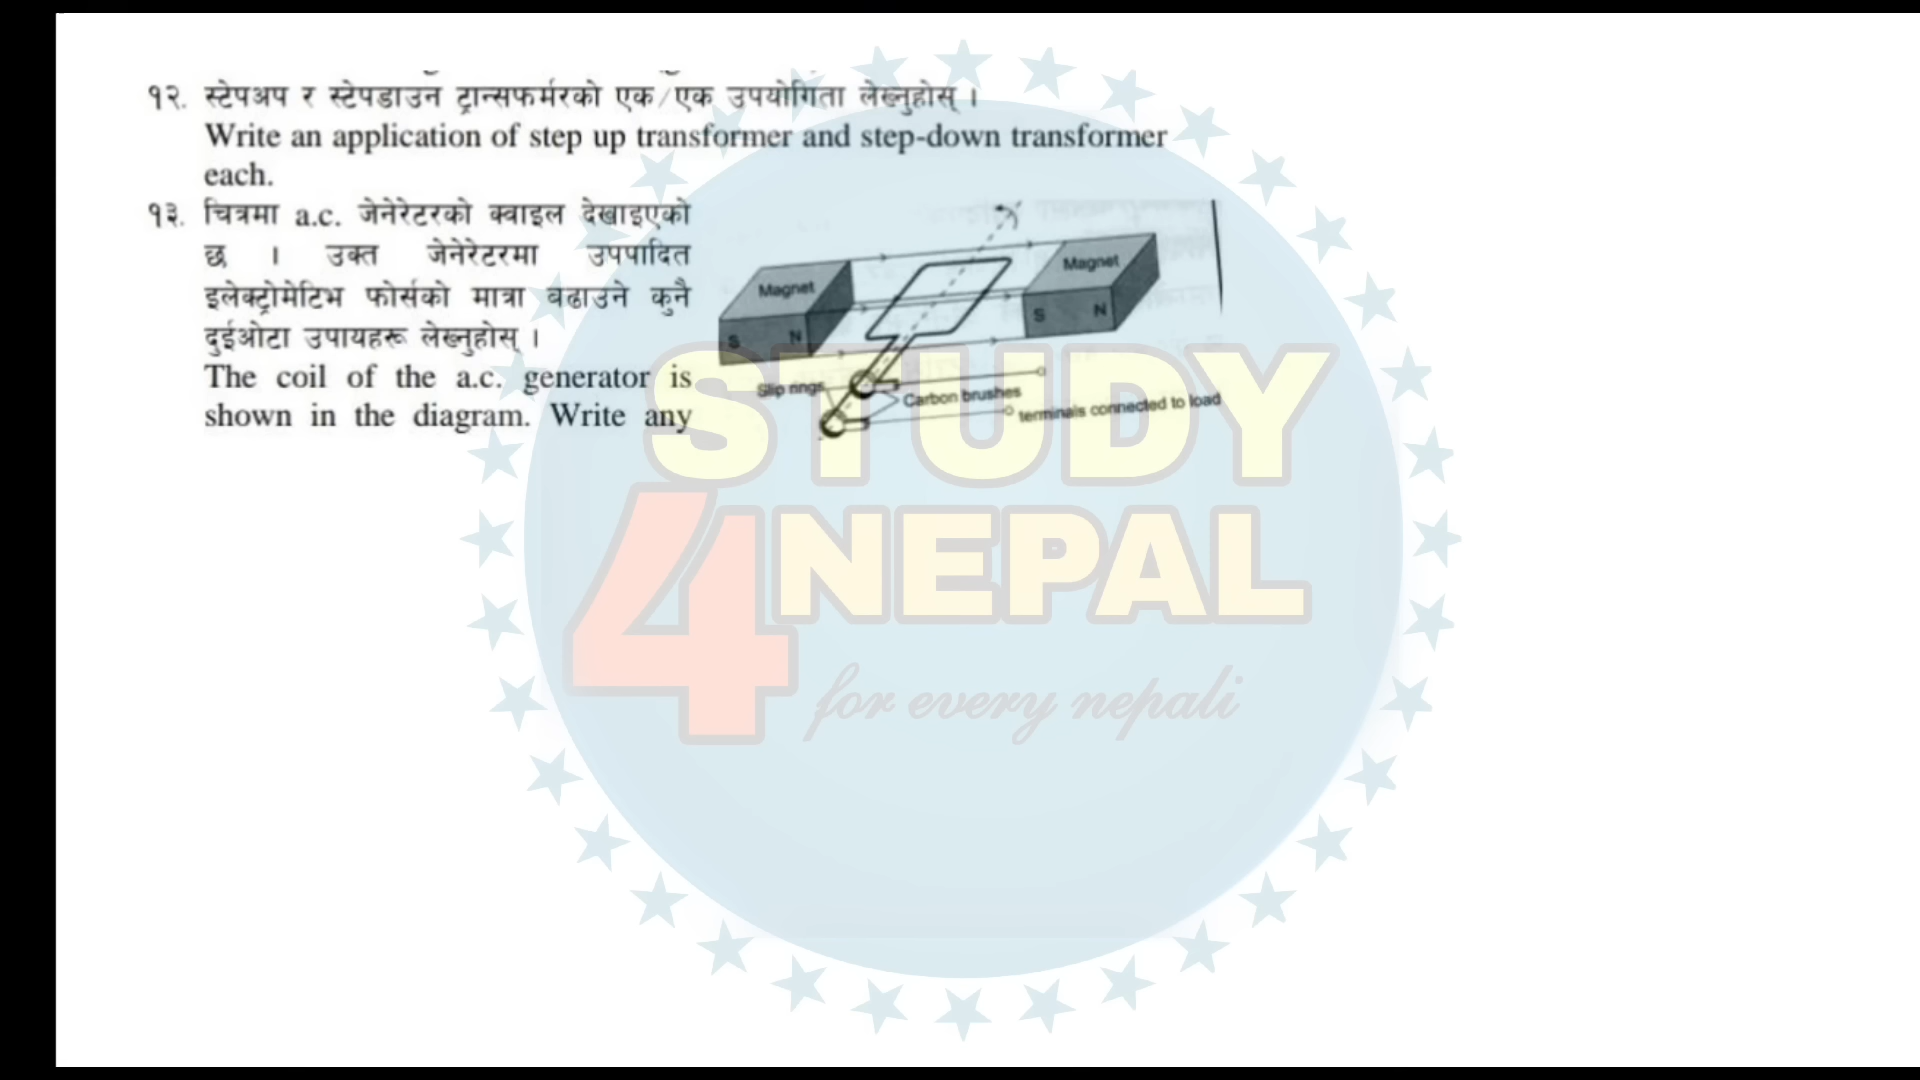 १२. स्टेपअप र स्टेपडाउन ट्रान्सफर्मरको एक/एक उपयोगिता लेख्नुहोस् ।
Write an application of step up transformer and step-down transformer
each.
१३. चित्रमा a.c. जेनेरेटरको क्वाइल देखाइएको
छ । उक्त जेनेरेटरमा उपपादित
इलेक्ट्रोमेटिभ फोर्सको मात्रा बढाउने कुनै
दुईओटा उपायहरू लेख्नुहोस् ।
The coil of the a.c. generator is
shown in the diagram. Write any
Magnet
S N
Magnet
S N
Slip rings
Carbon brushes
terminals connected to load
STUDY
4 NEPAL
for every nepali